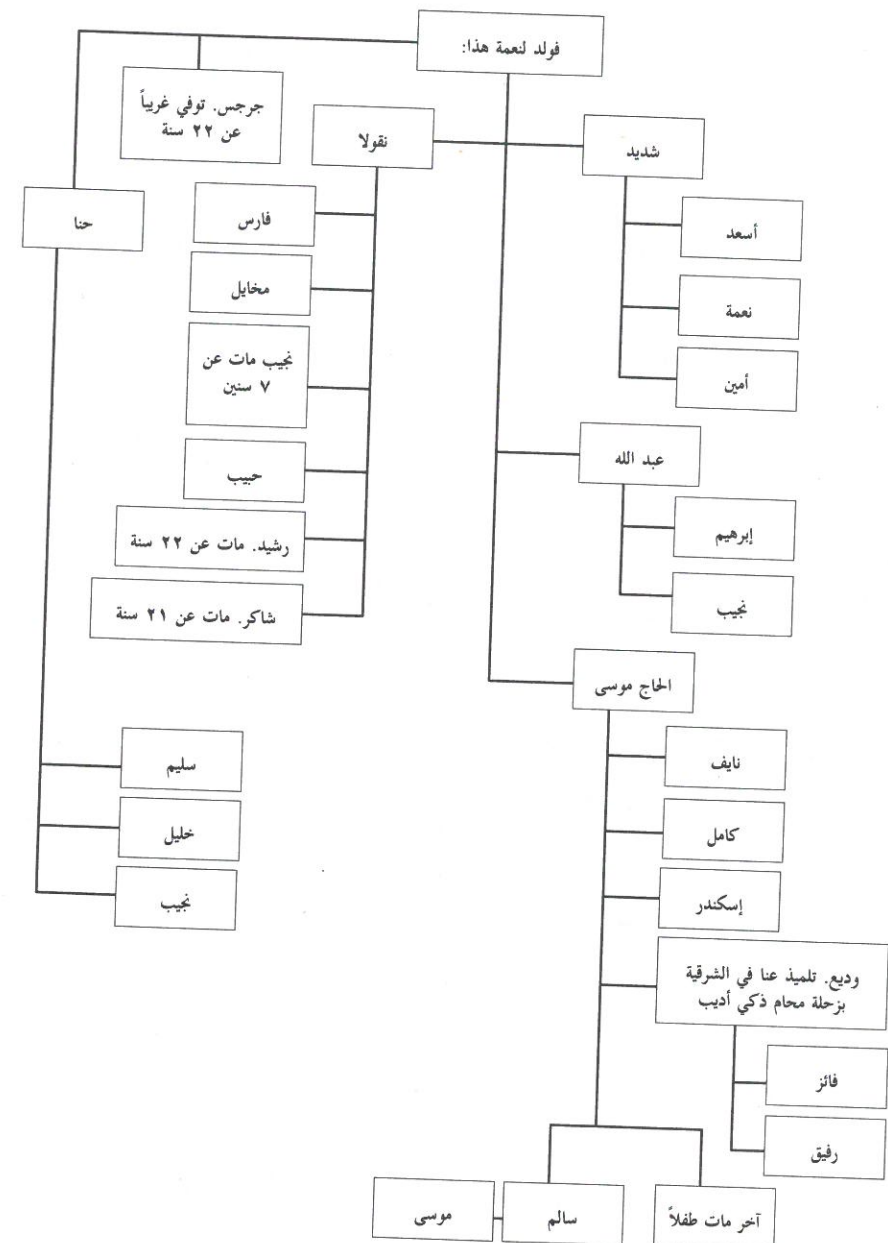 فولد لنعمة هذا:
شديد
أسعد
نعمة
أمين
عبد الله
إبرهيم
نجيب
الحاج موسى
نايف
كامل
إسكندر
وديع. تلميذ عنا في الشرقية
بزحلة محام ذكي أديب
فائز
رفيق
آخر مات طفلاً
سالم
موسى
نقولا
فارس
مخايل
نجيب مات عن
٧ سنين
حبيب
رشيد. مات عن ٢٢ سنة
شاكر. مات عن ٢١ سنة
جرجس. توفي غريباً
عن ٢٢ سنة
حنا
سليم
خليل
نجيب